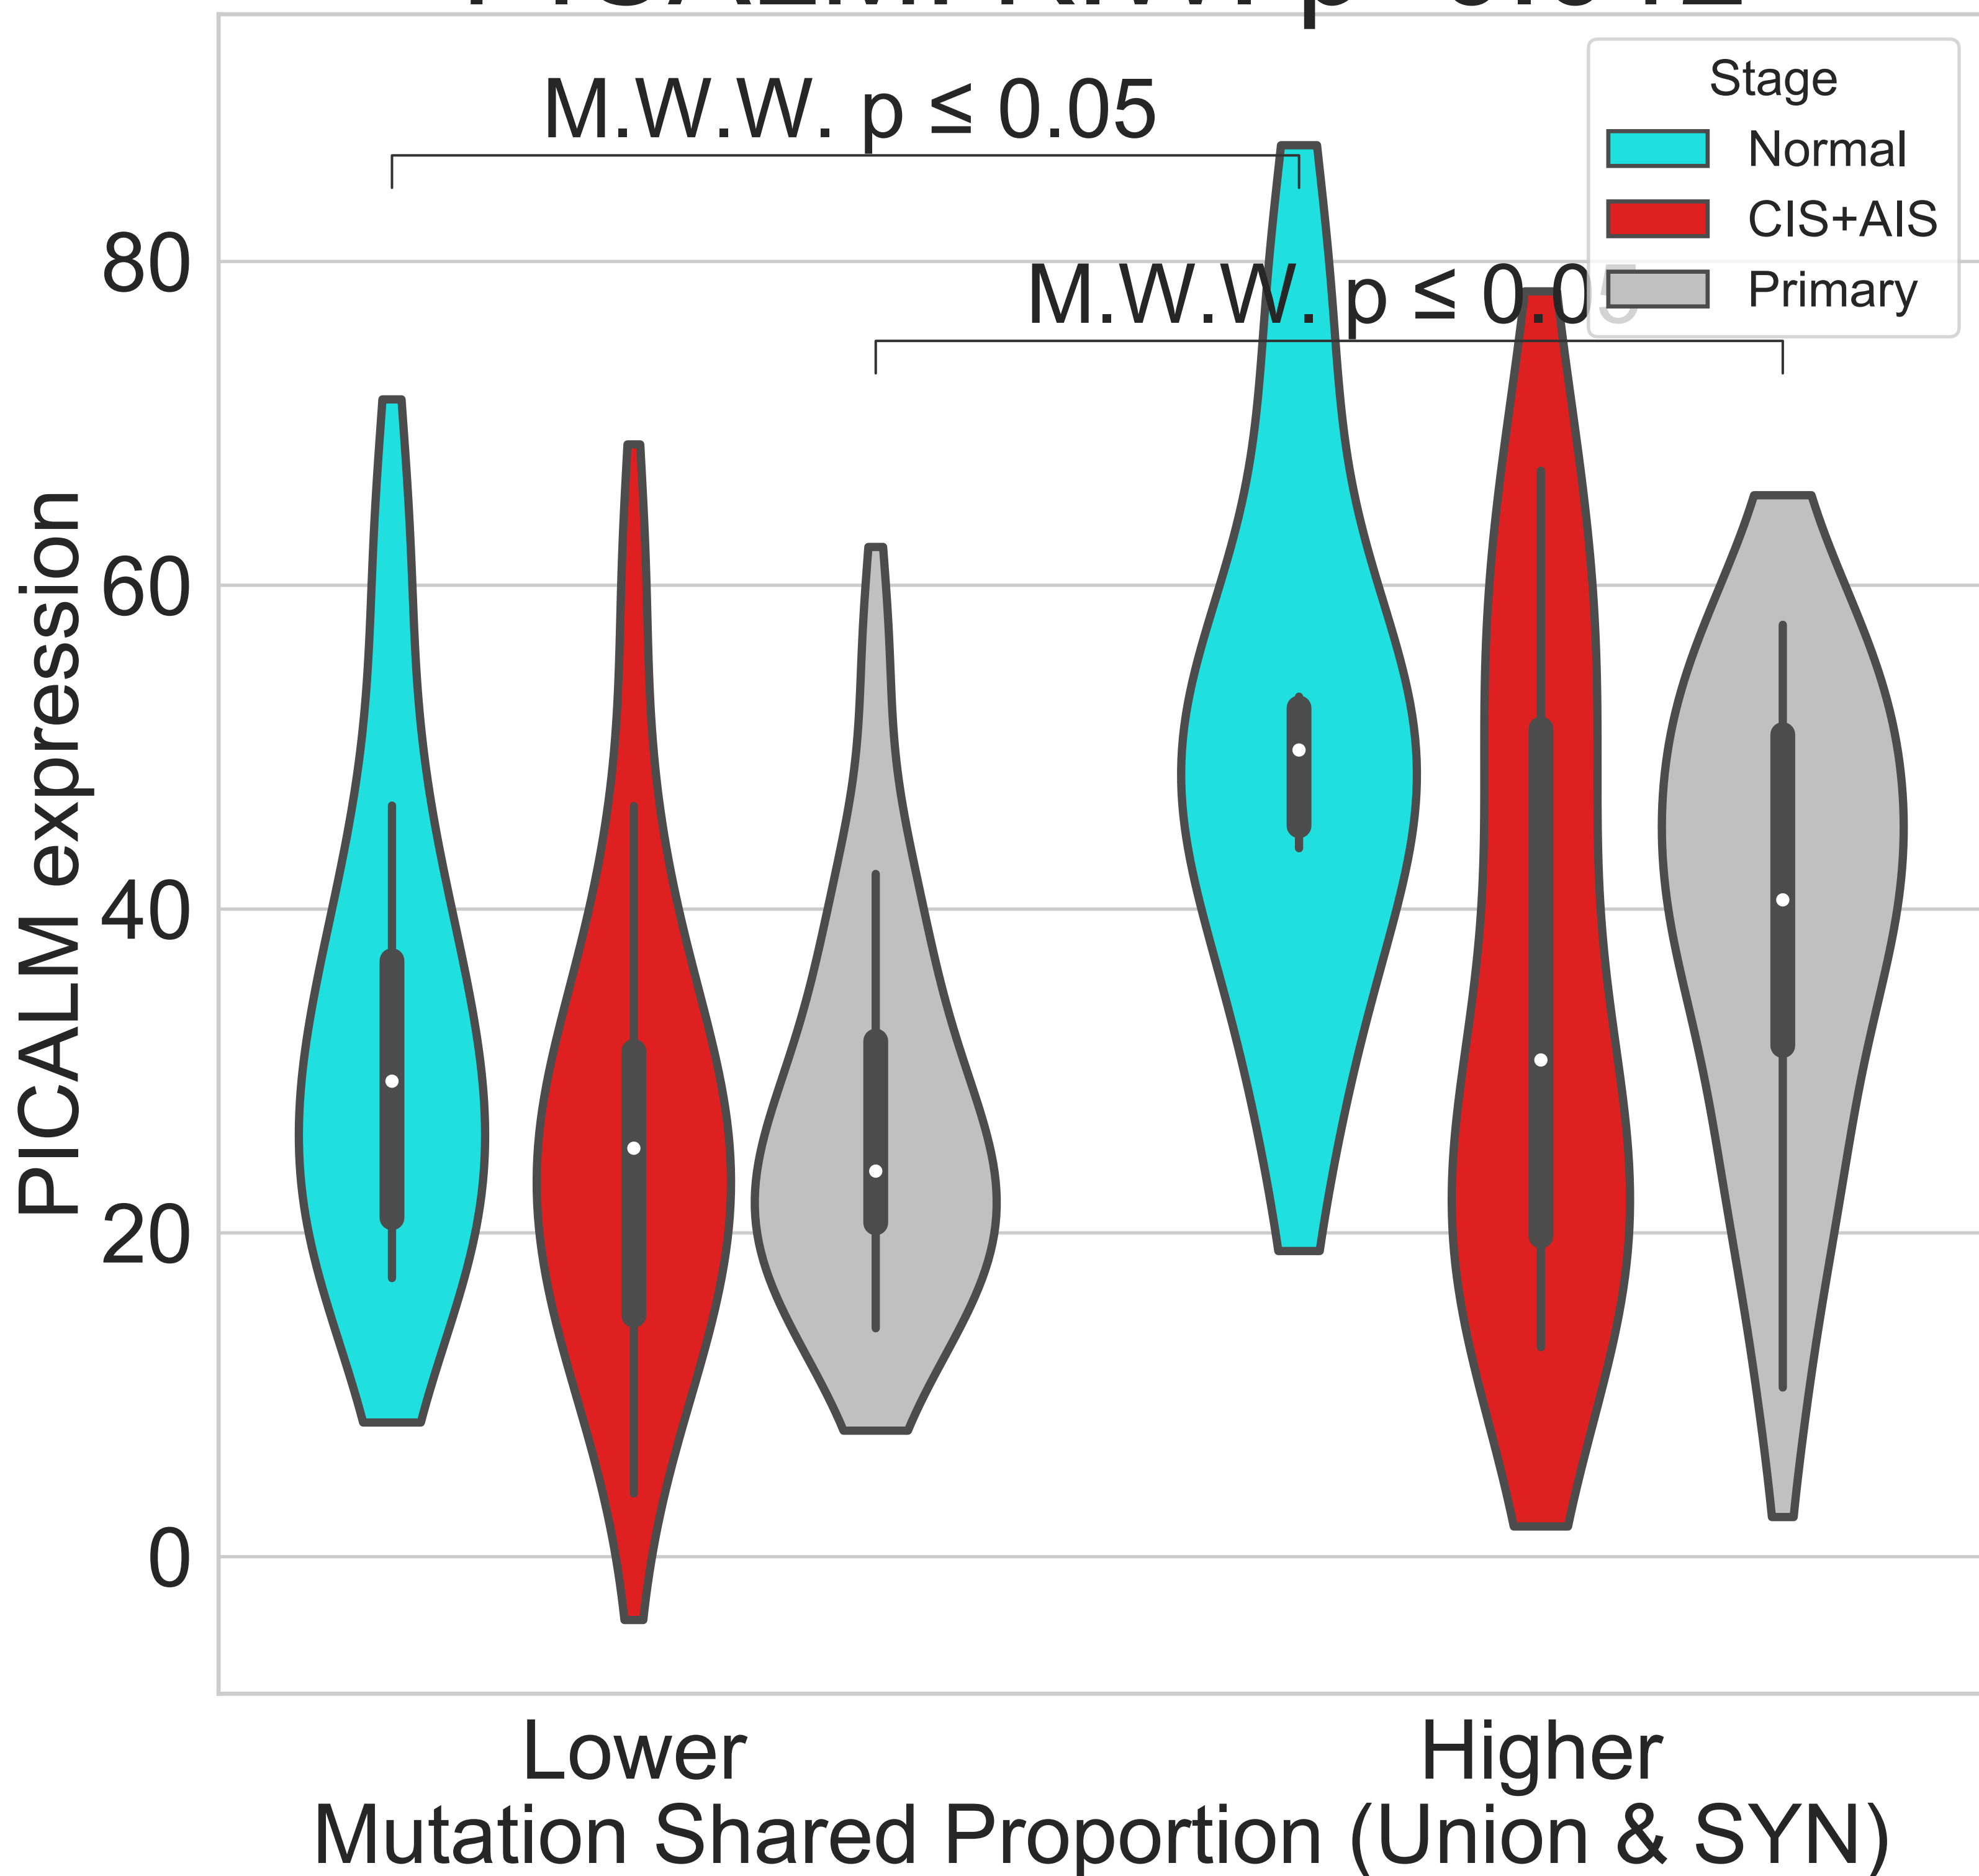 M.W.W. p ≤ 0.05
Stage
Normal
CIS+AIS
Primary
M.W.W. p ≤ 0.05
80
60
40
20
0
PICALM expression
Lower
Higher
Mutation Shared Proportion (Union & SYN)